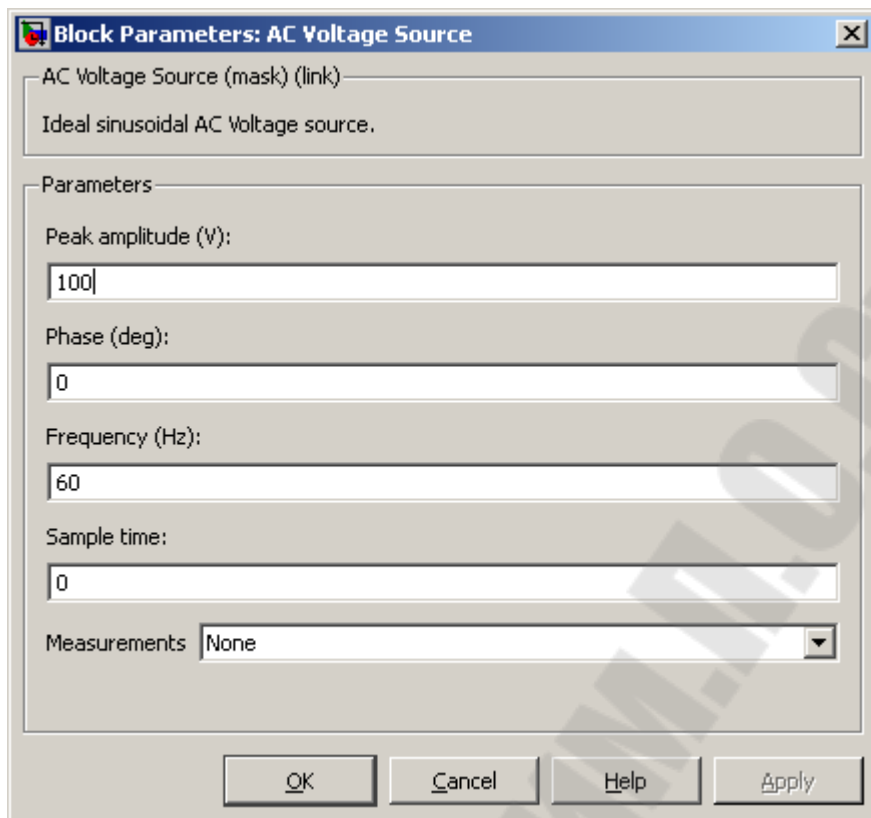 Block Parameters: AC Voltage Source
AC Voltage Source (mask) (link)
Ideal sinusoidal AC Voltage source.
Parameters
Peak amplitude (V):
100
Phase (deg):
0
Frequency (Hz):
60
Sample time:
0
Measurements None
OK Cancel Help Apply